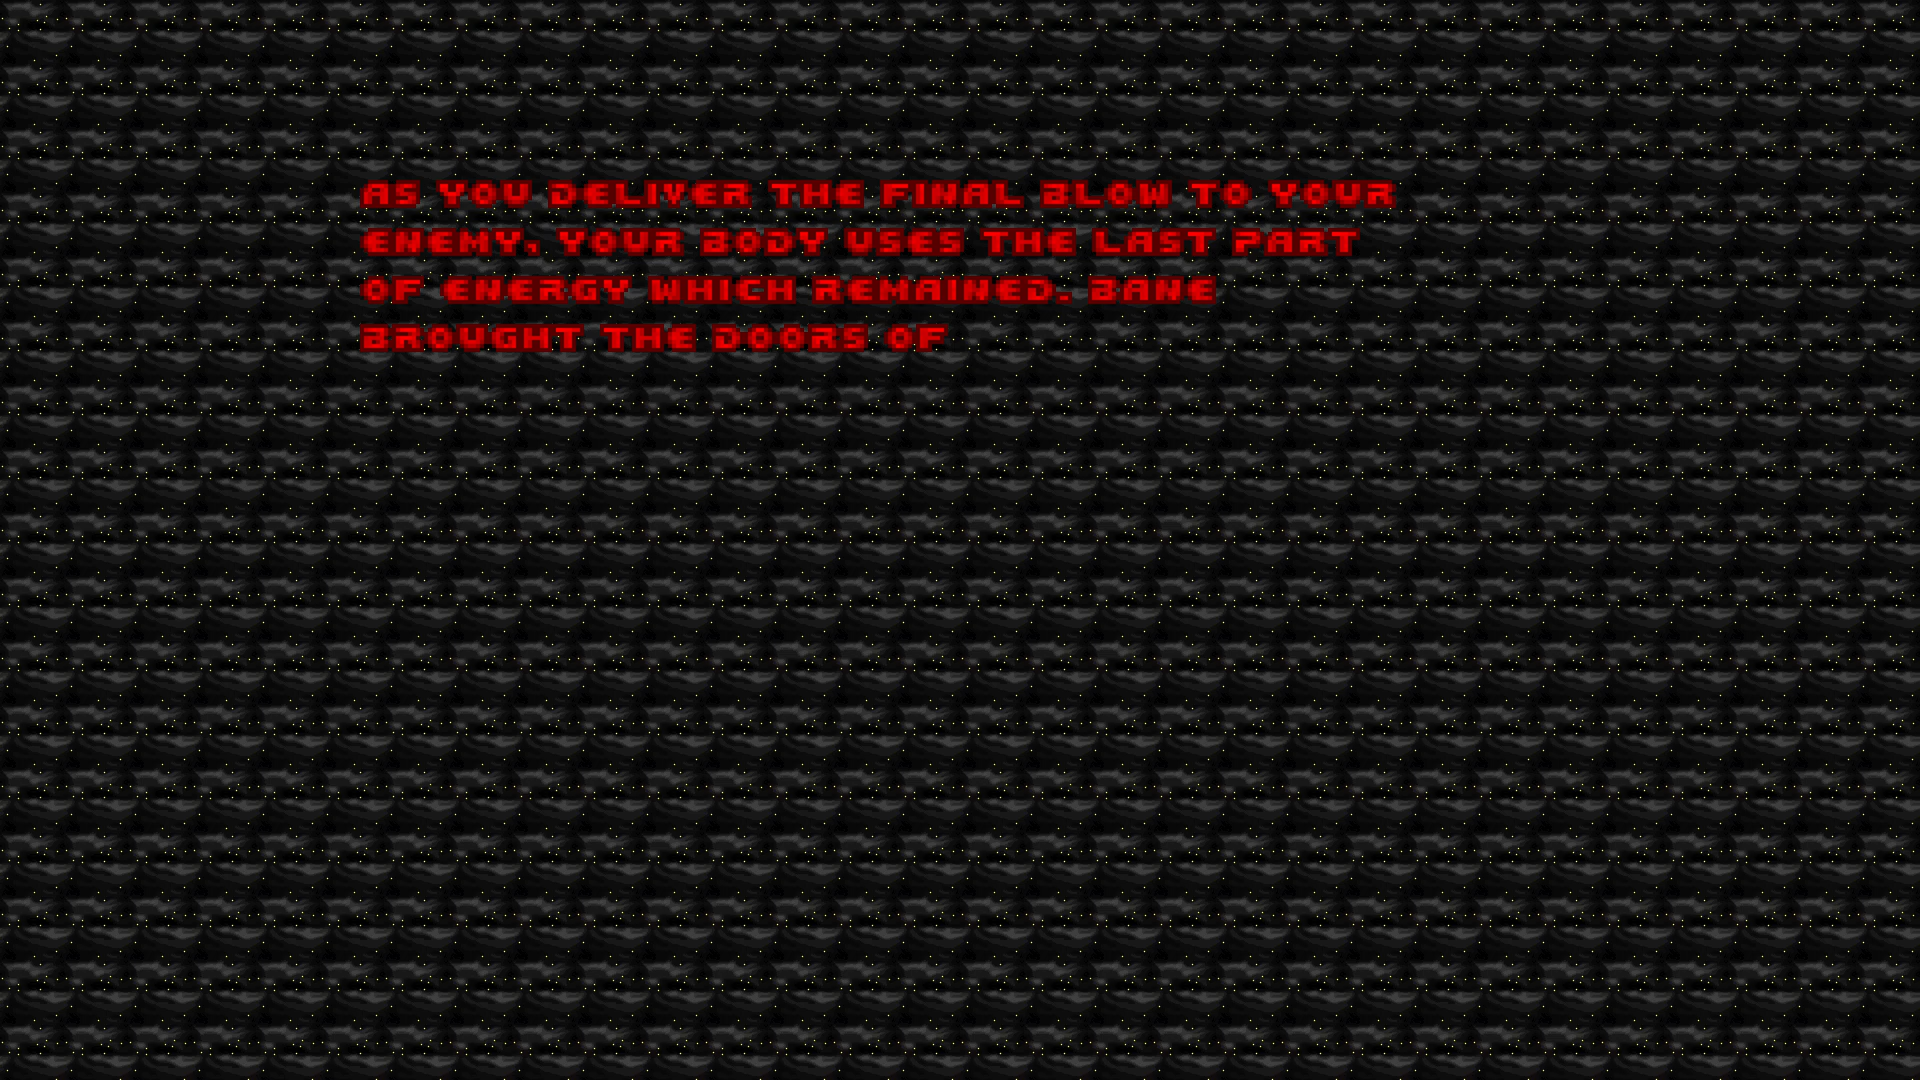 AS YOU DELIVER THE FINAL BLOW TO YOUR
ENEMY, YOUR BODY USES THE LAST PART
OF ENERGY WHICH REMAINED. BANE
BROUGHT THE DOORS OF